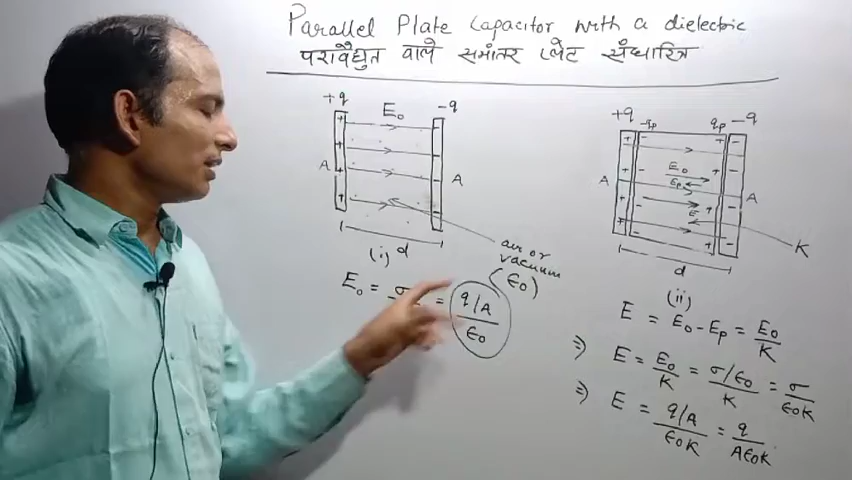 Parallel Plate Capacitor with a dielectric
परावैद्युत वाले समांतर प्लेट संधारित्र
+q E₀ -q
A A
d
(i)
air or
vacuum
(ϵ₀)
E₀ = σ = q/A / ϵ₀
+q -qp qp -q
A E₀ A
Ep
E
K
d
(ii)
E = E₀ - Ep = E₀/K
⇒ E = E₀/K = σ/ϵ₀ / K = σ/ϵ₀K
⇒ E = q/A / ϵ₀K = q/Aϵ₀K